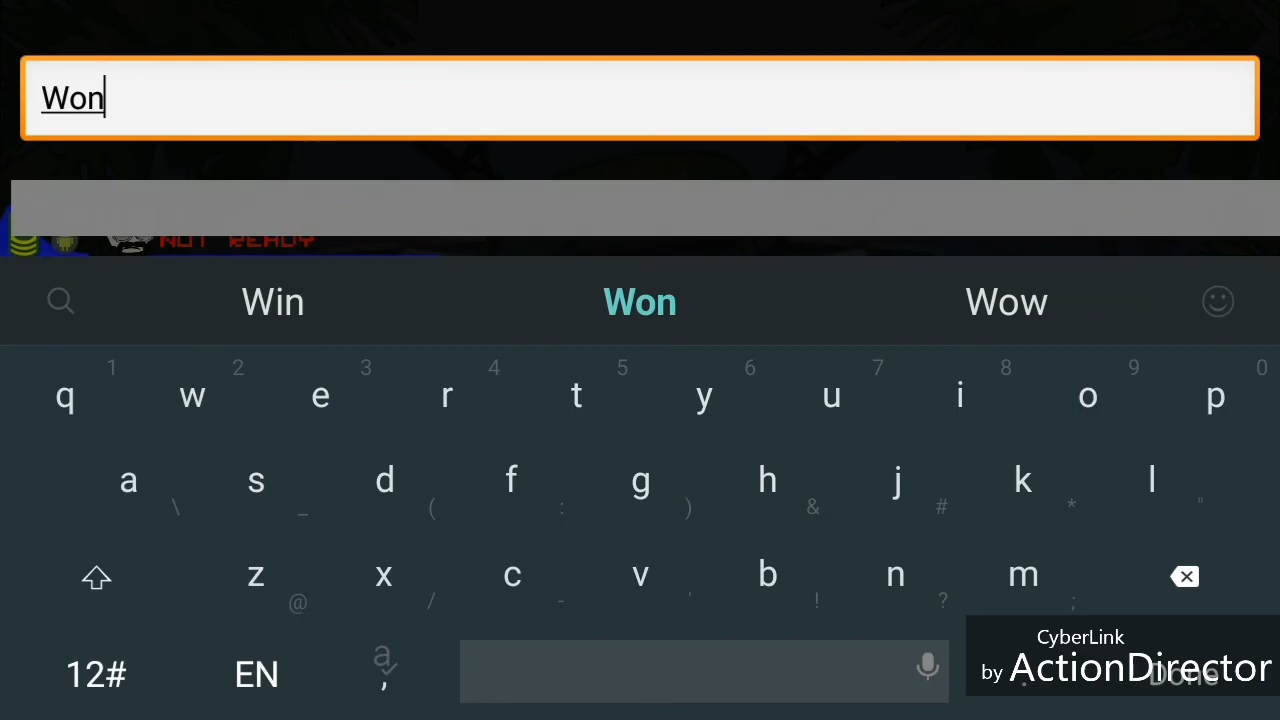 Won
NOT READY
Win Won Wow
1 2 3 4 5 6 7 8 9 0
q w e r t y u i o p
a s d f g h j k l
\ _ ( : ) & # * "
z x c v b n m
@ / - ' ! ? ;
12# EN a , . Done
CyberLink
by ActionDirector